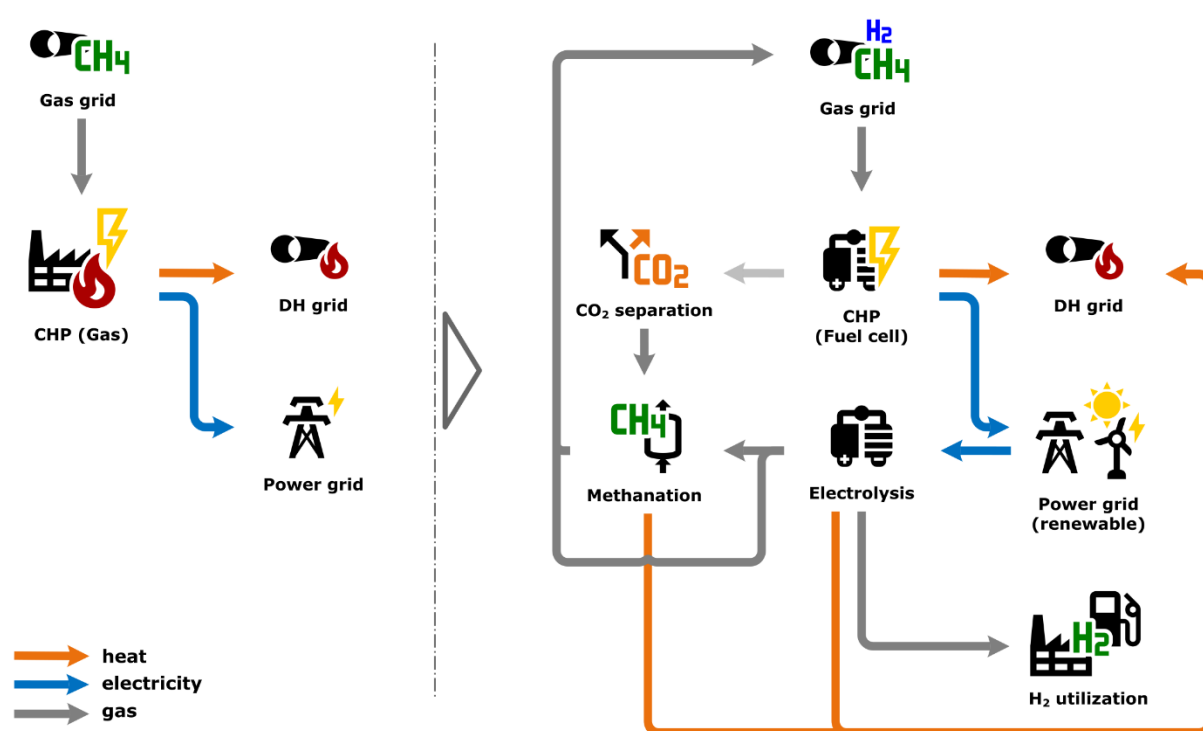 CH4
Gas grid
CHP (Gas)
DH grid
Power grid
heat
electricity
gas
H2
CH4
Gas grid
CO2
CO₂ separation
CHP
(Fuel cell)
DH grid
CH4
Methanation
Electrolysis
Power grid
(renewable)
H2
H₂ utilization